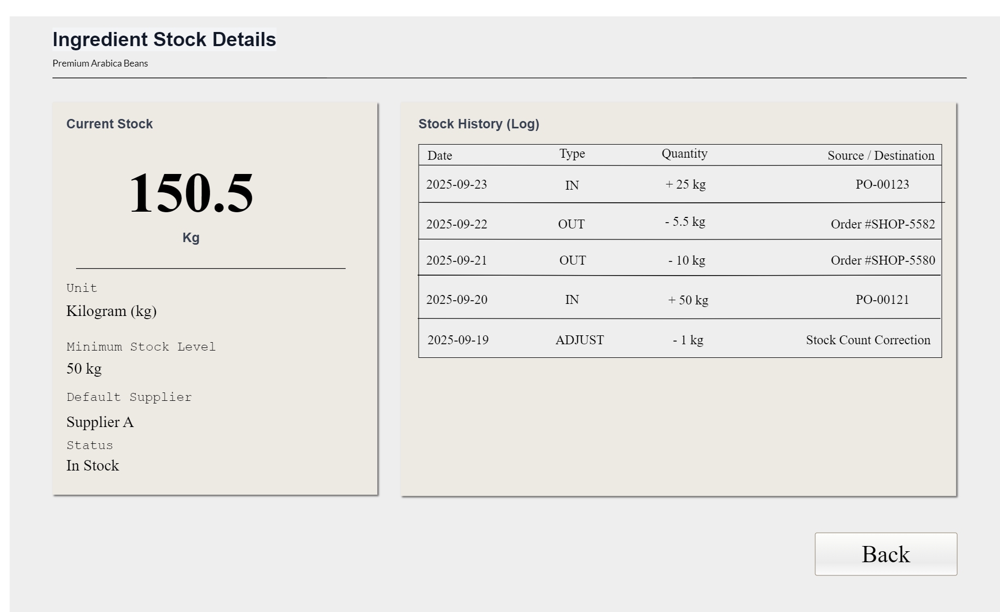 Ingredient Stock Details
Premium Arabica Beans
Current Stock
150.5
Kg
Unit
Kilogram (kg)
Minimum Stock Level
50 kg
Default Supplier
Supplier A
Status
In Stock
Stock History (Log)
Date Type Quantity Source / Destination
2025-09-23 IN + 25 kg PO-00123
2025-09-22 OUT - 5.5 kg Order #SHOP-5582
2025-09-21 OUT - 10 kg Order #SHOP-5580
2025-09-20 IN + 50 kg PO-00121
2025-09-19 ADJUST - 1 kg Stock Count Correction
Back